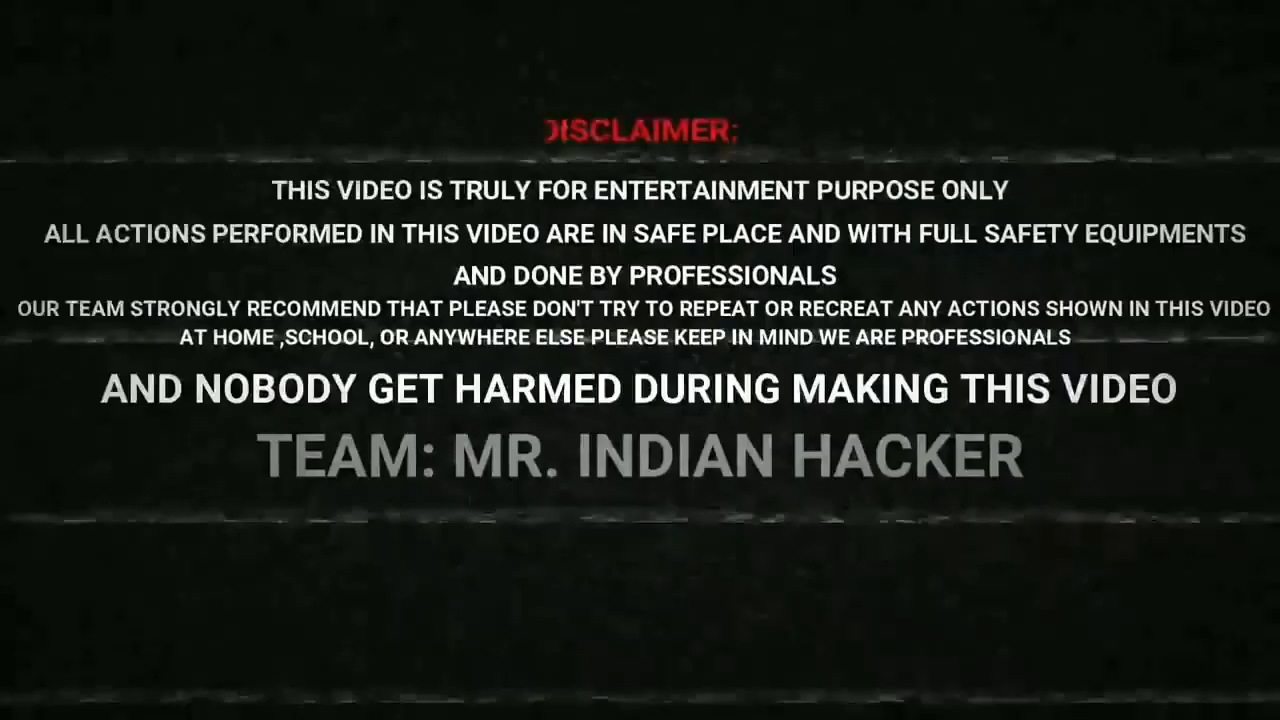 DISCLAIMER:
THIS VIDEO IS TRULY FOR ENTERTAINMENT PURPOSE ONLY
ALL ACTIONS PERFORMED IN THIS VIDEO ARE IN SAFE PLACE AND WITH FULL SAFETY EQUIPMENTS
AND DONE BY PROFESSIONALS
OUR TEAM STRONGLY RECOMMEND THAT PLEASE DON'T TRY TO REPEAT OR RECREAT ANY ACTIONS SHOWN IN THIS VIDEO
AT HOME ,SCHOOL, OR ANYWHERE ELSE PLEASE KEEP IN MIND WE ARE PROFESSIONALS
AND NOBODY GET HARMED DURING MAKING THIS VIDEO
TEAM: MR. INDIAN HACKER